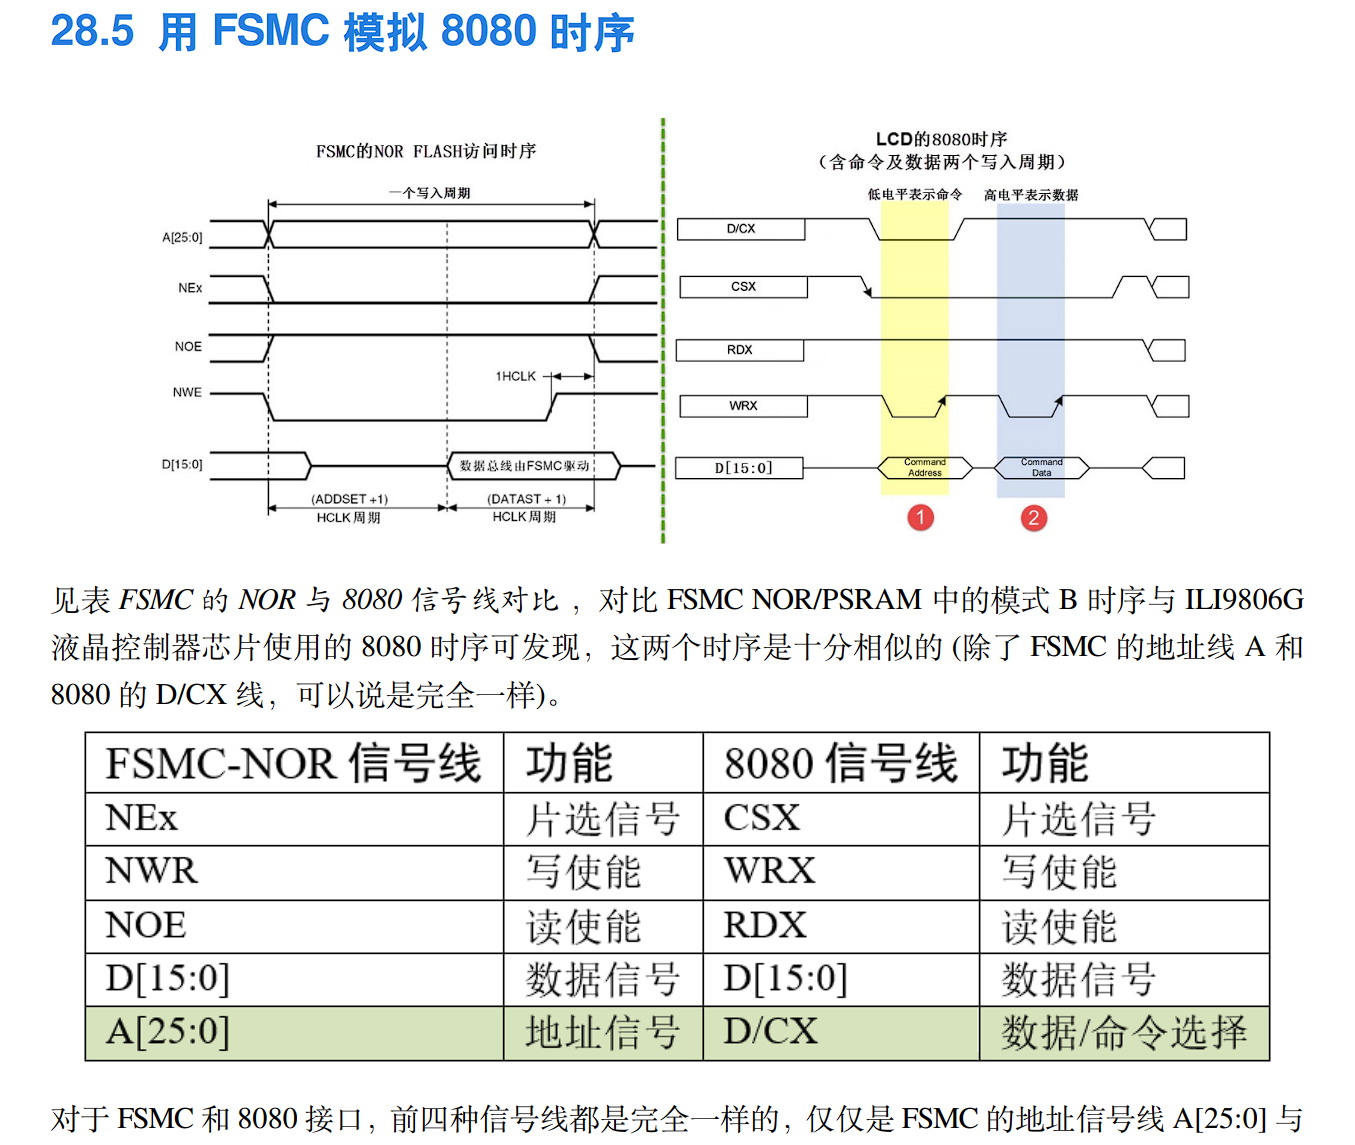 28.5 用 FSMC 模拟 8080 时序
FSMC的NOR FLASH访问时序
一个写入周期
A[25:0]
NEx
NOE
1HCLK
NWE
D[15:0]
数据总线由FSMC驱动
(ADDSET +1)
HCLK周期
(DATAST + 1)
HCLK周期
LCD的8080时序
（含命令及数据两个写入周期）
低电平表示命令
高电平表示数据
D/CX
CSX
RDX
WRX
D[15:0]
Command
Address
Command
Data
1
2
见表 FSMC 的 NOR 与 8080 信号线对比，对比 FSMC NOR/PSRAM 中的模式 B 时序与 ILI9806G
液晶控制器芯片使用的 8080 时序可发现，这两个时序是十分相似的 (除了 FSMC 的地址线 A 和
8080 的 D/CX 线，可以说是完全一样)。
FSMC-NOR 信号线 功能 8080 信号线 功能
NEx 片选信号 CSX 片选信号
NWR 写使能 WRX 写使能
NOE 读使能 RDX 读使能
D[15:0] 数据信号 D[15:0] 数据信号
A[25:0] 地址信号 D/CX 数据/命令选择
对于 FSMC 和 8080 接口，前四种信号线都是完全一样的，仅仅是 FSMC 的地址信号线 A[25:0] 与